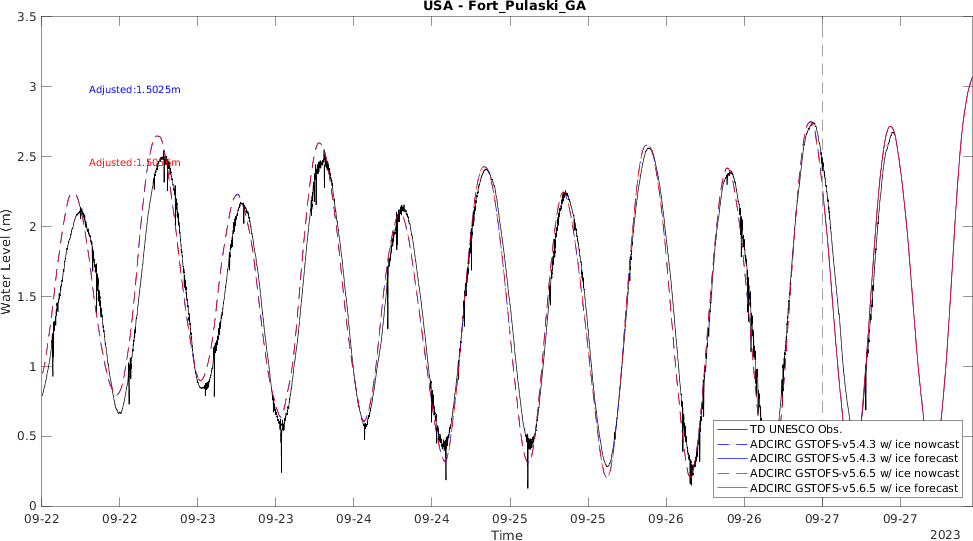 USA - Fort_Pulaski_GA
3.5
3
2.5
2
1.5
1
0.5
0
Water Level (m)
Adjusted:1.5025m
09-22
09-22
09-23
09-23
09-24
09-24
09-25
09-25
09-26
09-26
09-27
09-27
Time
2023
TD UNESCO Obs.
ADCIRC GSTOFS-v5.4.3 w/ ice nowcast
ADCIRC GSTOFS-v5.4.3 w/ ice forecast
ADCIRC GSTOFS-v5.6.5 w/ ice nowcast
ADCIRC GSTOFS-v5.6.5 w/ ice forecast